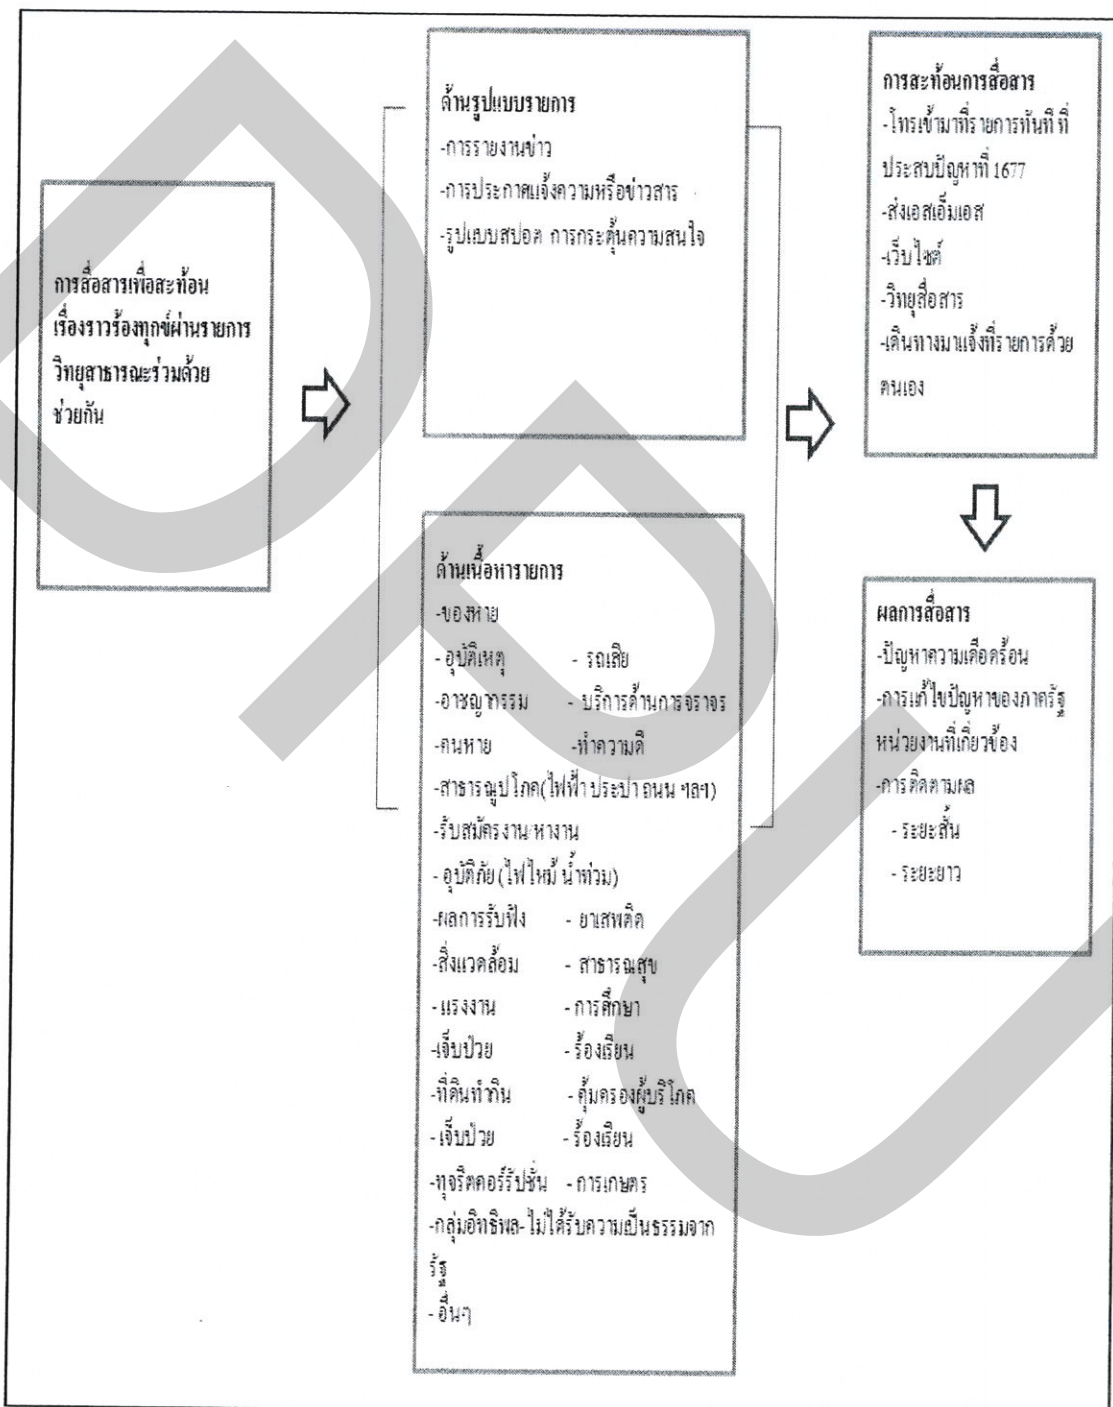 การสื่อสารเพื่อสะท้อน
เรื่องราวร้องทุกข์ผ่านรายการ
วิทยุสาธารณะร่วมด้วย
ช่วยกัน
ด้านรูปแบบรายการ
-การรายงานข่าว
-การประกาศแจ้งความหรือข่าวสาร
-รูปแบบสปอต การกระตุ้นความสนใจ
ด้านเนื้อหารายการ
-ของหาย
- อุบัติเหตุ - รถเสีย
-อาชญากรรม - บริการด้านการจราจร
-คนหาย -ทำความดี
-สาธารณูปโภค(ไฟฟ้า ประปา ถนน ฯลฯ)
-รับสมัครงาน/หางาน
- อุบัติภัย (ไฟไหม้ น้ำท่วม)
-ผลการรับฟัง - ยาเสพติด
-สิ่งแวดล้อม - สาธารณสุข
-แรงงาน - การศึกษา
-เจ็บป่วย - ร้องเรียน
-ที่ดินทำกิน - คุ้มครองผู้บริโภค
-เจ็บป่วย - ร้องเรียน
-ทุจริตคอร์รัปชั่น - การเกษตร
-กลุ่มอิทธิพล- ไม่ได้รับความเป็นธรรมจาก
รัฐ
- อื่นๆ
การสะท้อนการสื่อสาร
-โทรเข้ามาที่รายการทันที ที่
ประสบปัญหาที่ 1677
-ส่งเอสเอ็มเอส
-เว็บไซต์
-วิทยุสื่อสาร
-เดินทางมาแจ้งที่รายการด้วย
ตนเอง
ผลการสื่อสาร
-ปัญหาความเดือดร้อน
-การแก้ไขปัญหาของภาครัฐ
หน่วยงานที่เกี่ยวข้อง
-การติดตามผล
- ระยะสั้น
- ระยะยาว
DPU